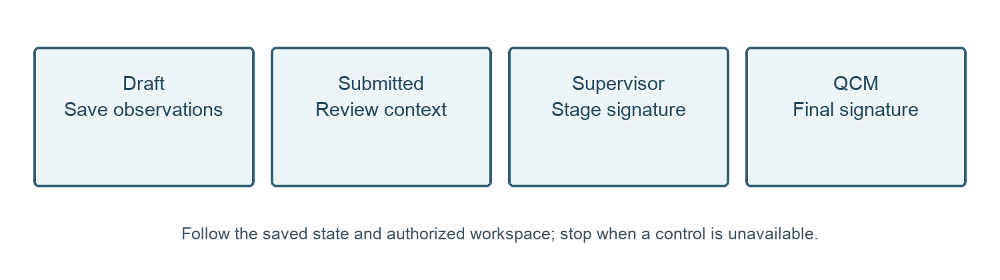 Draft
Save observations
Submitted
Review context
Supervisor
Stage signature
QCM
Final signature
Follow the saved state and authorized workspace; stop when a control is unavailable.